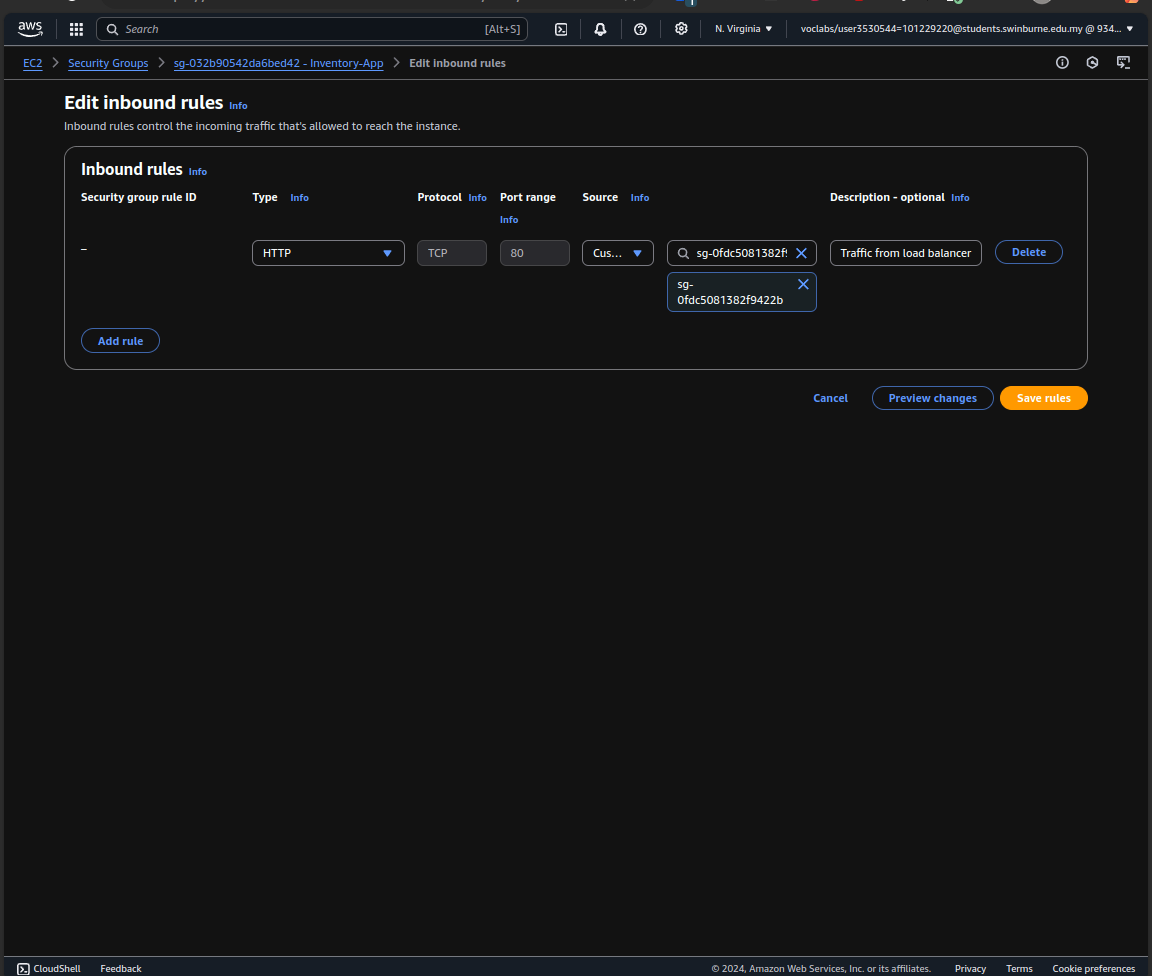 aws
Search [Alt+S]
N. Virginia
voclabs/user3530544=101229220@students.swinburne.edu.my @ 934...
EC2 > Security Groups > sg-032b90542da6bed42 - Inventory-App > Edit inbound rules
Edit inbound rules Info
Inbound rules control the incoming traffic that's allowed to reach the instance.
Inbound rules Info
Security group rule ID
Type Info
Protocol Info
Port range Info
Source Info
Description - optional Info
–
HTTP
TCP
80
Cus...
sg-0fdc5081382f9
Traffic from load balancer
Delete
sg-
0fdc5081382f9422b
Add rule
Cancel
Preview changes
Save rules
CloudShell
Feedback
© 2024, Amazon Web Services, Inc. or its affiliates.
Privacy
Terms
Cookie preferences